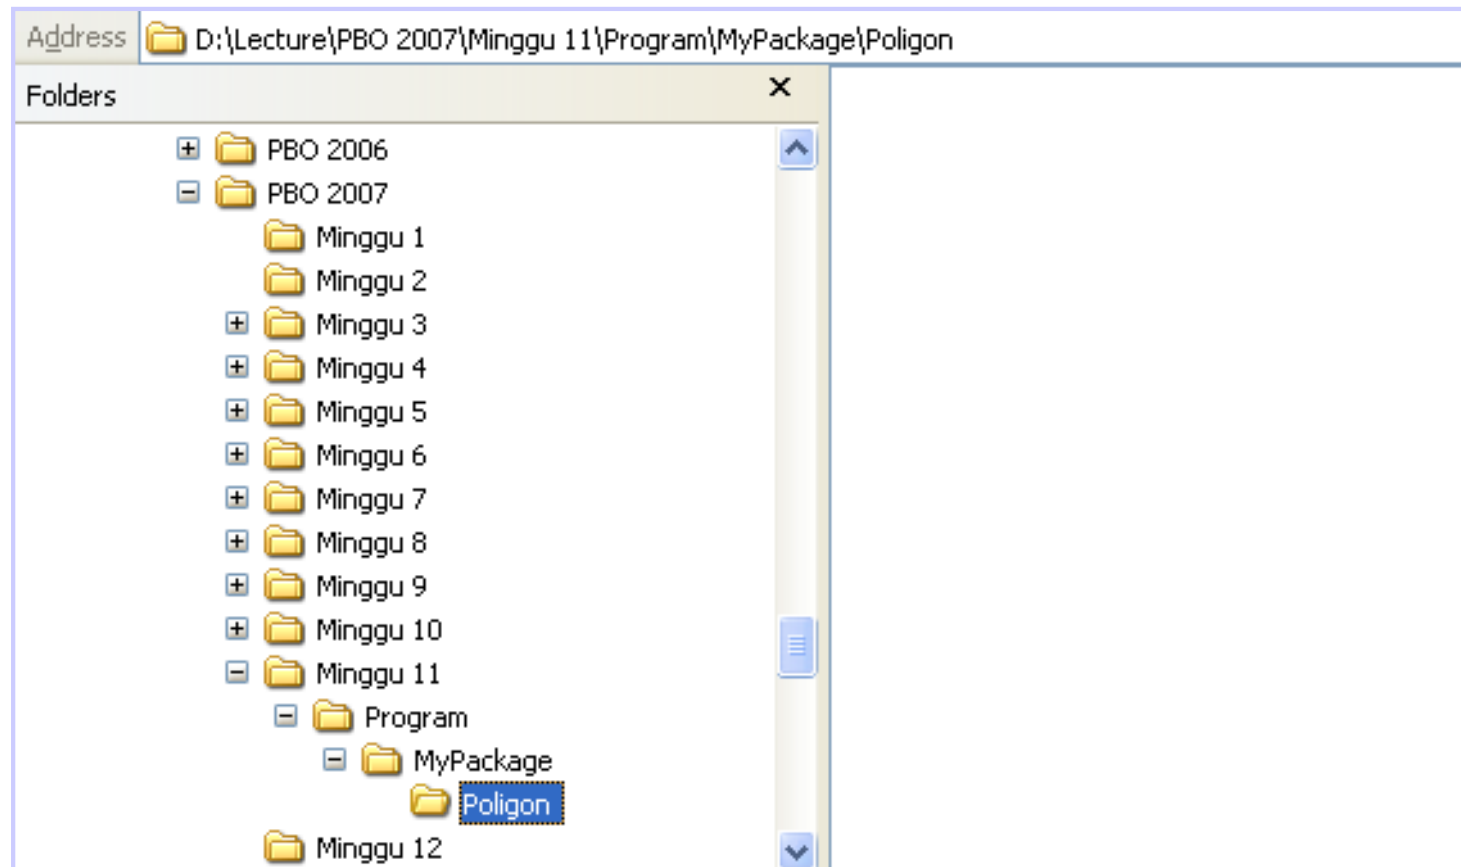 Address D:\Lecture\PBO 2007\Minggu 11\Program\MyPackage\Poligon
Folders
PBO 2006
PBO 2007
Minggu 1
Minggu 2
Minggu 3
Minggu 4
Minggu 5
Minggu 6
Minggu 7
Minggu 8
Minggu 9
Minggu 10
Minggu 11
Program
MyPackage
Poligon
Minggu 12